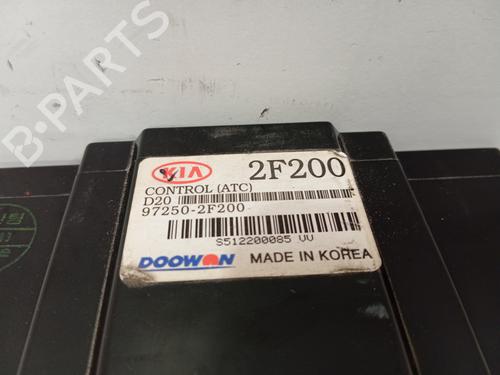 B-PARTS
KIA
2F200
CONTROL (ATC)
D20
97250-2F200
S512200085 VV
DOOWON
MADE IN KOREA